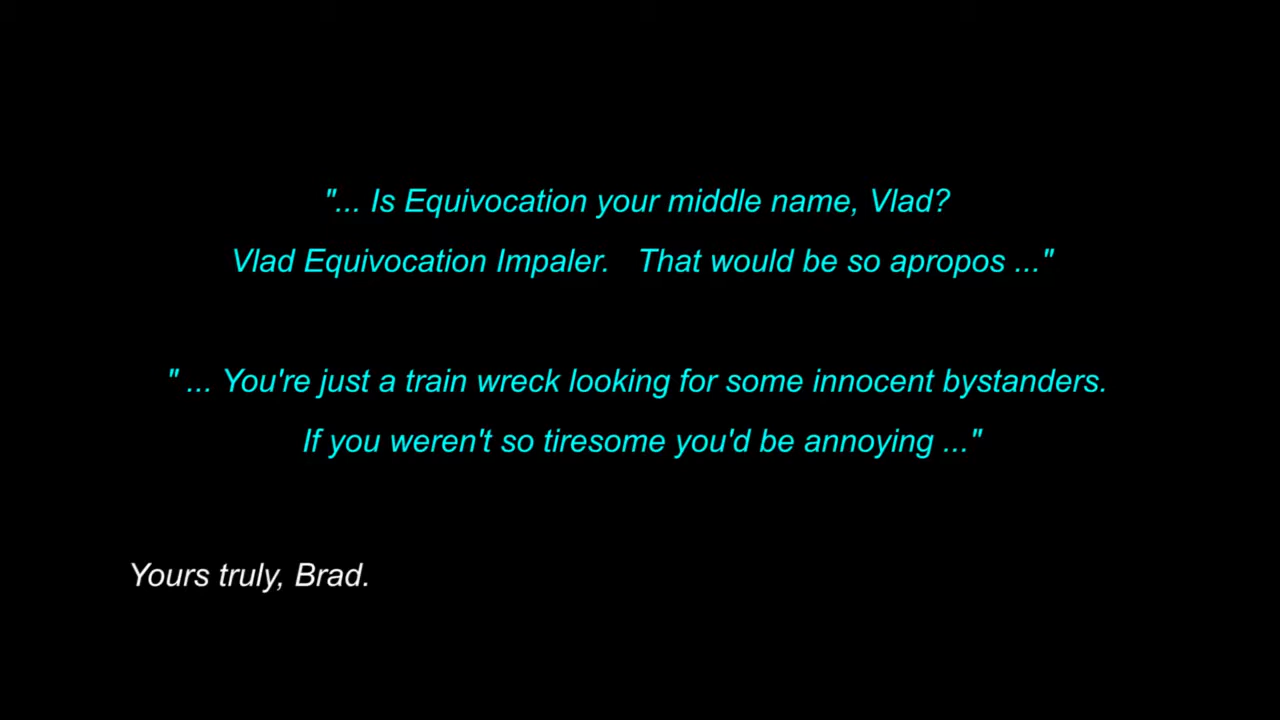 "... Is Equivocation your middle name, Vlad?
Vlad Equivocation Impaler.   That would be so apropos ..."
" ... You're just a train wreck looking for some innocent bystanders.
If you weren't so tiresome you'd be annoying ..."
Yours truly, Brad.